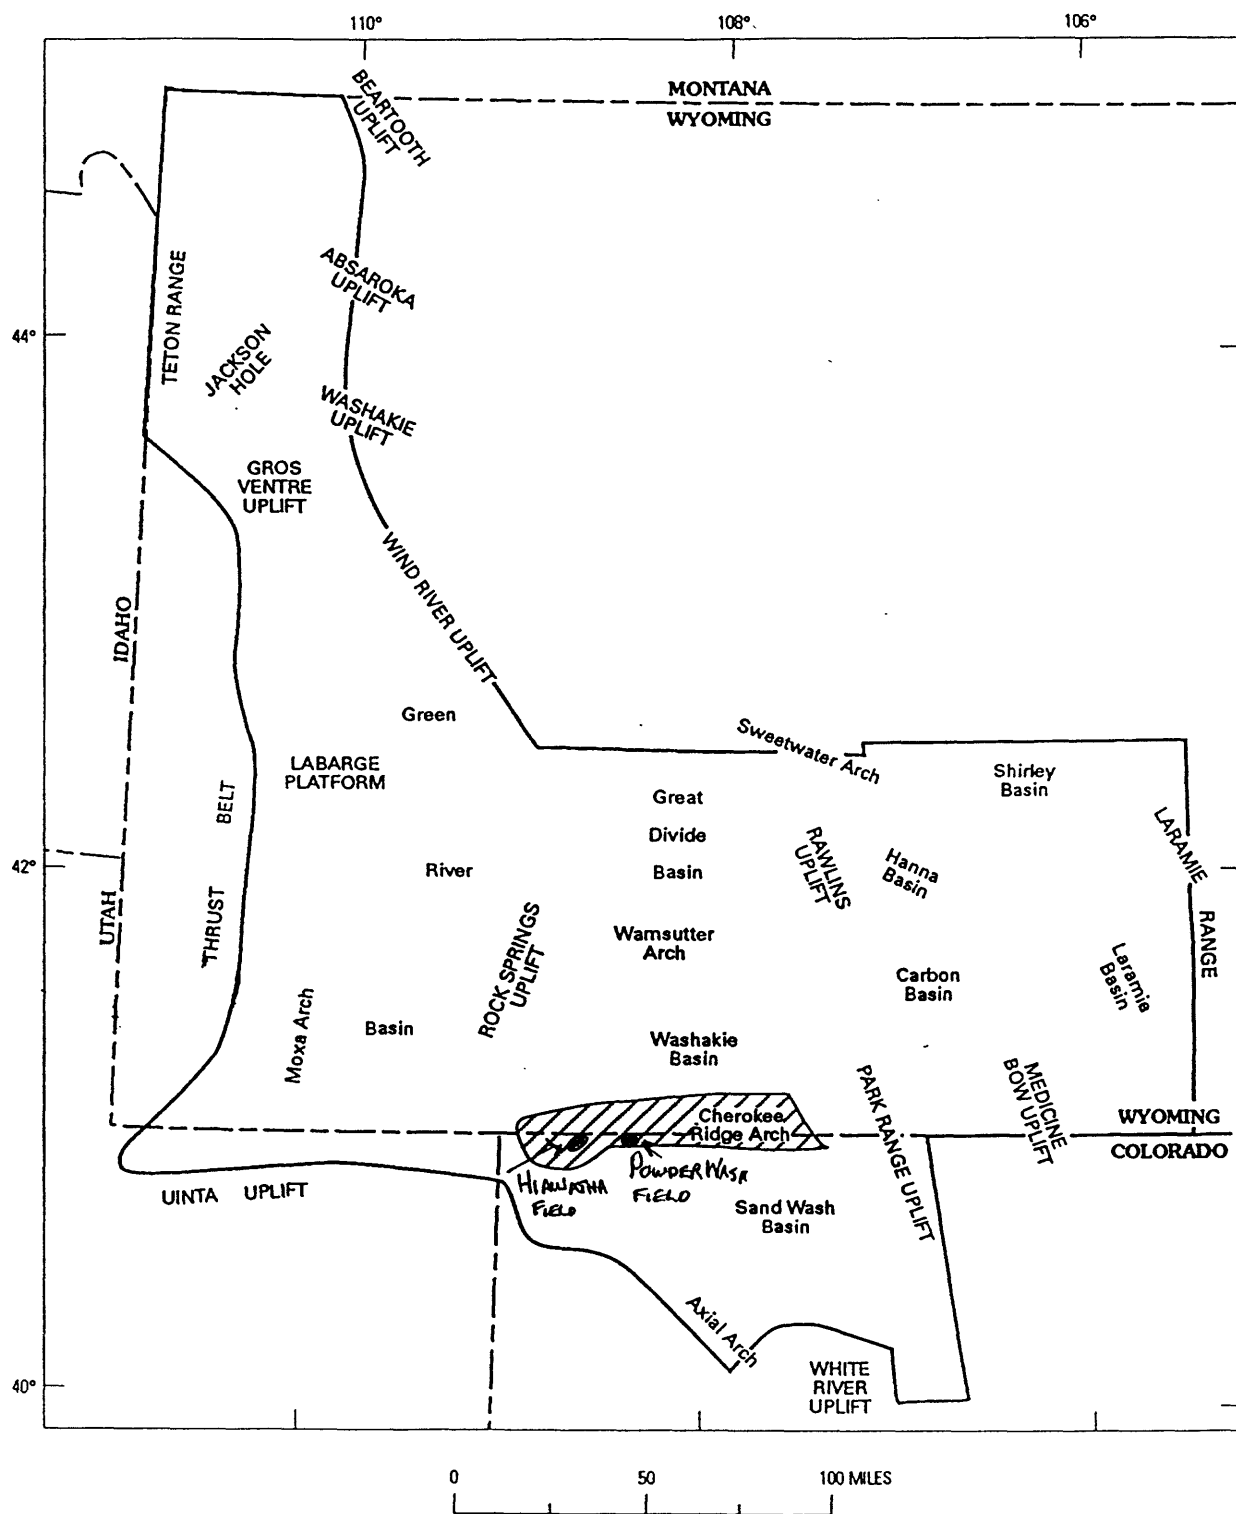 110°
108°
106°
MONTANA
WYOMING
BEARTOOTH
UPLIFT
ABSAROKA
UPLIFT
TETON RANGE
44°
JACKSON
HOLE
WASHAKIE
UPLIFT
GROS
VENTRE
UPLIFT
WIND RIVER UPLIFT
IDAHO
Green
Sweetwater Arch
LABARGE
PLATFORM
Shirley
Basin
Great
Divide
Basin
THRUST BELT
LARAMIE RANGE
42°
River
RAWLINS
UPLIFT
Hanna
Basin
UTAH
ROCK SPRINGS
UPLIFT
Wamsutter
Arch
Carbon
Basin
Laramie
Basin
Moxa Arch
Basin
Washakie
Basin
PARK RANGE UPLIFT
MEDICINE
BOW UPLIFT
Cherokee
Ridge Arch
WYOMING
COLORADO
HIAWATHA
FIELD
POWDER WASH
FIELD
UINTA UPLIFT
Sand Wash
Basin
Axial Arch
WHITE
RIVER
UPLIFT
40°
0
50
100 MILES